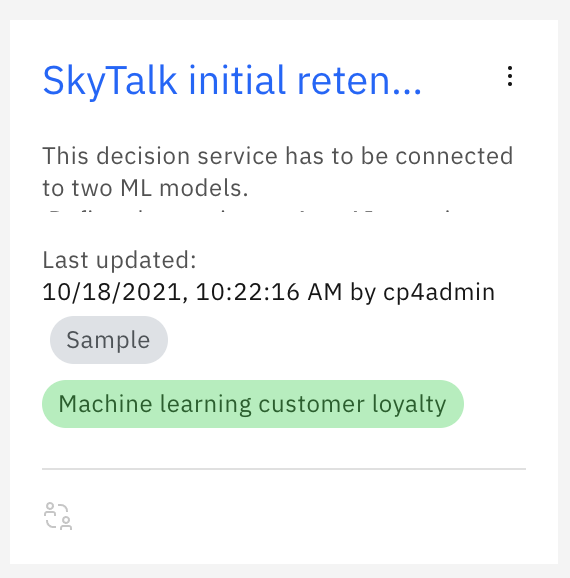 SkyTalk initial reten...
This decision service has to be connected
to two ML models.
Last updated:
10/18/2021, 10:22:16 AM by cp4admin
Sample
Machine learning customer loyalty